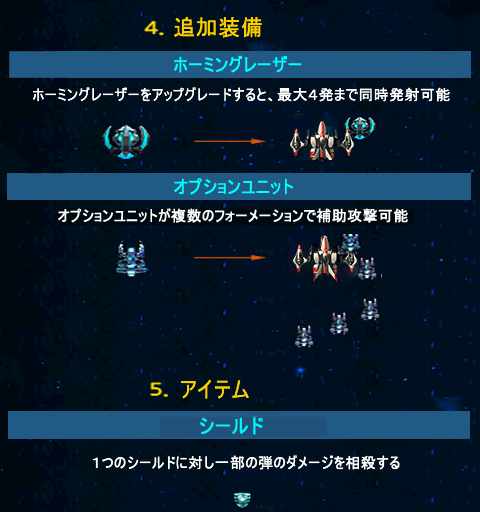 4. 追加装備
ホーミングレーザー
ホーミングレーザーをアップグレードすると、最大4発まで同時発射可能
オプションユニット
オプションユニットが複数のフォーメーションで補助攻撃可能
5. アイテム
シールド
1つのシールドに対し一部の弾のダメージを相殺する